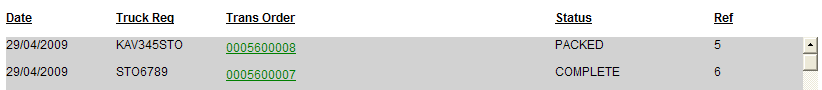 Date Truck Req Trans Order Status Ref
29/04/2009 KAV345STO 0005600008 PACKED 5
29/04/2009 STO6789 0005600007 COMPLETE 6